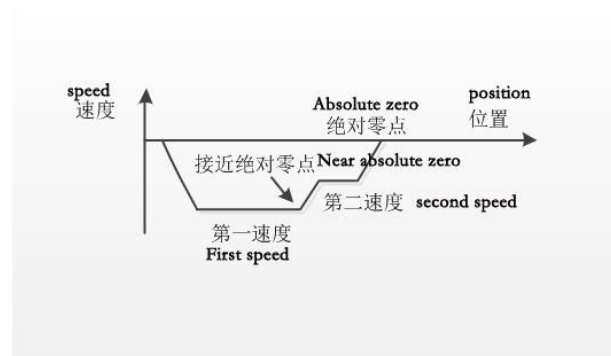 speed
速度
Absolute zero
绝对零点
position
位置
接近绝对零点 Near absolute zero
第二速度 second speed
第一速度
First speed